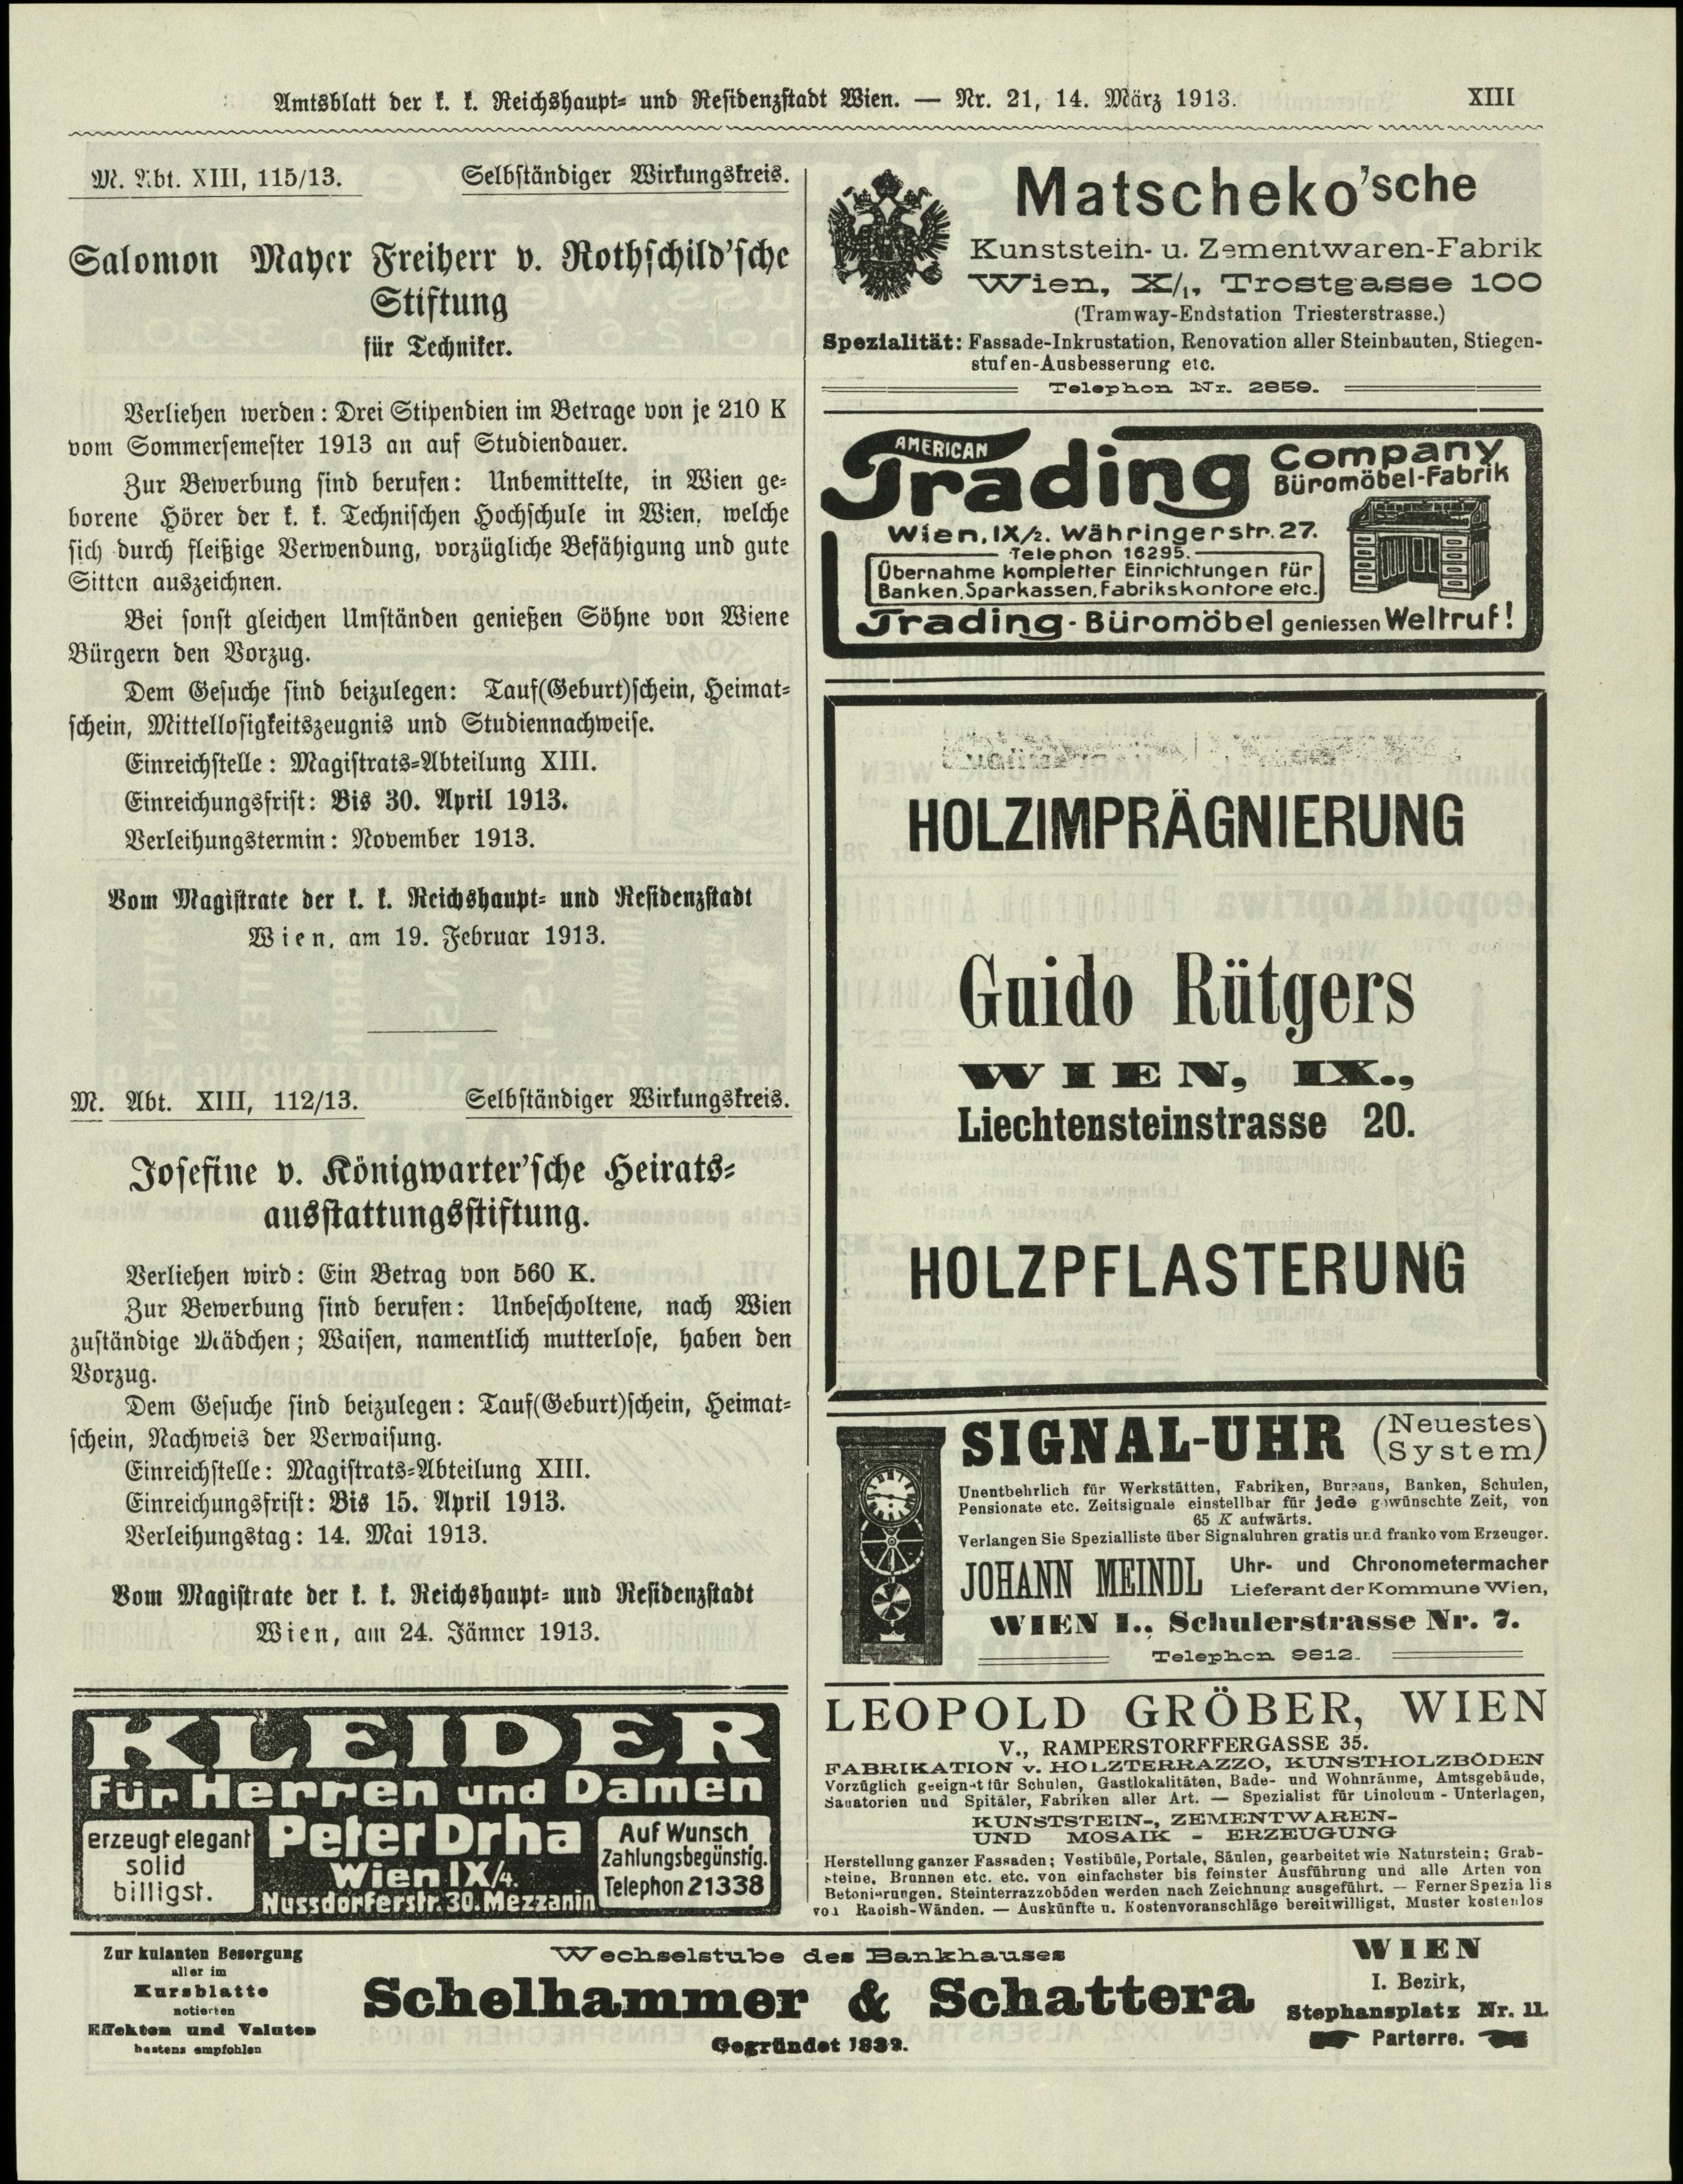 Amtsblatt der k. k. Reichshaupt- und Residenzstadt Wien. — Nr. 21, 14. März 1913. XIII
M. Abt. XIII, 115/13. Selbständiger Wirkungskreis.
Salomon Mayer Freiherr v. Rothschild'sche
Stiftung
für Techniker.
Verliehen werden: Drei Stipendien im Betrage von je 210 K
vom Sommersemester 1913 an auf Studiendauer.
Zur Bewerbung sind berufen: Unbemittelte, in Wien ge-
borene Hörer der k. k. Technischen Hochschule in Wien, welche
sich durch fleißige Verwendung, vorzügliche Befähigung und gute
Sitten auszeichnen.
Bei sonst gleichen Umständen genießen Söhne von Wiene
Bürgern den Vorzug.
Dem Gesuche sind beizulegen: Tauf(Geburt)schein, Heimat-
schein, Mittellosigkeitszeugnis und Studiennachweise.
Einreichstelle: Magistrats-Abteilung XIII.
Einreichungsfrist: Bis 30. April 1913.
Verleihungstermin: November 1913.
Vom Magistrate der k. k. Reichshaupt- und Residenzstadt
Wien, am 19. Februar 1913.
M. Abt. XIII, 112/13. Selbständiger Wirkungskreis.
Josefine v. Königwarter'sche Heirats-
ausstattungsstiftung.
Verliehen wird: Ein Betrag von 560 K.
Zur Bewerbung sind berufen: Unbescholtene, nach Wien
zuständige Mädchen; Waisen, namentlich mutterlose, haben den
Vorzug.
Dem Gesuche sind beizulegen: Tauf(Geburt)schein, Heimat-
schein, Nachweis der Verwaisung.
Einreichstelle: Magistrats-Abteilung XIII.
Einreichungsfrist: Bis 15. April 1913.
Verleihungstag: 14. Mai 1913.
Vom Magistrate der k. k. Reichshaupt- und Residenzstadt
Wien, am 24. Jänner 1913.
KLEIDER
für Herren und Damen
erzeugt elegant
solid
billigst.
Peter Drha
Wien IX/4.
Nussdorferstr. 30. Mezzanin
Auf Wunsch
Zahlungsbegünstig.
Telephon 21338
Matscheko'sche
Kunststein- u. Zementwaren-Fabrik
Wien, X/1, Trostgasse 100
(Tramway-Endstation Triesterstrasse.)
Spezialität: Fassade-Inkrustation, Renovation aller Steinbauten, Stiegen-
stufen-Ausbesserung etc.
Telephon Nr. 2859.
AMERICAN
Trading Company
Büromöbel-Fabrik
Wien, IX/2. Währingerstr. 27.
Telephon 16295.
Übernahme kompletter Einrichtungen für
Banken, Sparkassen, Fabrikskontore etc.
Trading-Büromöbel geniessen Weltruf!
HOLZIMPRÄGNIERUNG
Guido Rütgers
WIEN, IX.,
Liechtensteinstrasse 20.
HOLZPFLASTERUNG
SIGNAL-UHR (Neuestes System)
Unentbehrlich für Werkstätten, Fabriken, Bureaus, Banken, Schulen,
Pensionate etc. Zeitsignale einstellbar für jede gewünschte Zeit, von
65 K aufwärts.
Verlangen Sie Spezialliste über Signaluhren gratis und franko vom Erzeuger.
JOHANN MEINDL Uhr- und Chronometermacher
Lieferant der Kommune Wien,
WIEN I., Schulerstrasse Nr. 7.
Telephon 9812.
LEOPOLD GRÖBER, WIEN
V., RAMPERSTORFFERGASSE 35.
FABRIKATION v. HOLZTERRAZZO, KUNSTHOLZBÖDEN
Vorzüglich geeignet für Schulen, Gastlokalitäten, Bade- und Wohnräume, Amtsgebäude,
Sanatorien und Spitäler, Fabriken aller Art. — Spezialist für Linoleum-Unterlagen,
KUNSTSTEIN-, ZEMENTWAREN-
UND MOSAIK-ERZEUGUNG
Herstellung ganzer Fassaden; Vestibüle, Portale, Säulen, gearbeitet wie Naturstein; Grab-
steine, Brunnen etc. etc. von einfachster bis feinster Ausführung und alle Arten von
Betonierungen. Steinterrazzoböden werden nach Zeichnung ausgeführt. — Ferner Spezialis
von Rapish-Wänden. — Auskünfte u. Kostenvoranschläge bereitwilligst, Muster kostenlos
Zur kulanten Besorgung
aller im
Kursblatte
notierten
Effekten und Valuten
bestens empfohlen
Wechselstube des Bankhauses
Schelhammer & Schattera
Gegründet 1832.
WIEN
I. Bezirk,
Stephansplatz Nr. 11.
Parterre.